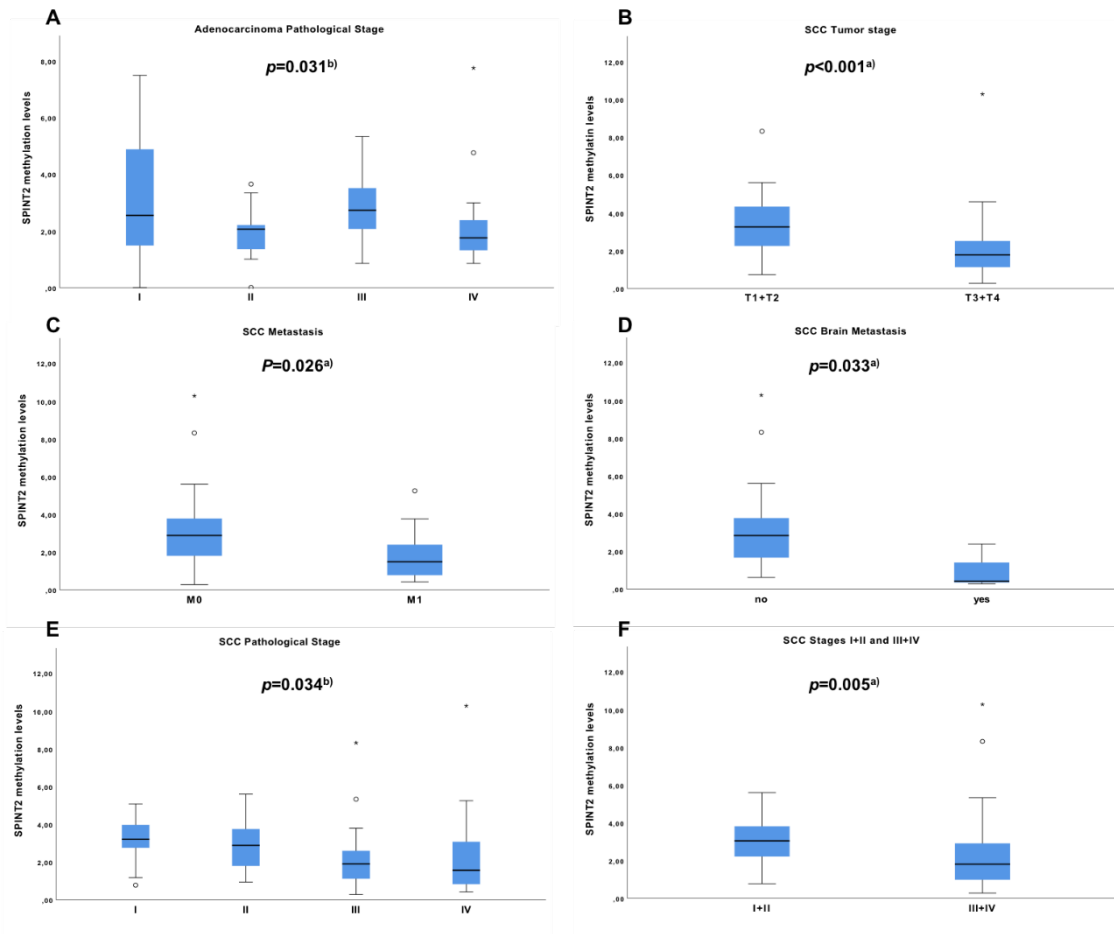 A
Adenocarcinoma Pathological Stage
p=0.031b)
SPINT2 methylation levels
8,00
6,00
4,00
2,00
,00
I II III IV
B
SCC Tumor stage
p<0.001a)
SPINT2 methylatin levels
12,00
10,00
8,00
6,00
4,00
2,00
,00
T1+T2 T3+T4
C
SCC Metastasis
P=0.026a)
SPINT2 methylation levels
12,00
10,00
8,00
6,00
4,00
2,00
,00
M0 M1
D
SCC Brain Metastasis
p=0.033a)
SPINT2 methylation levels
12,00
10,00
8,00
6,00
4,00
2,00
,00
no yes
E
SCC Pathological Stage
p=0.034b)
SPINT2 methylation levels
12,00
10,00
8,00
6,00
4,00
2,00
,00
I II III IV
F
SCC Stages I+II and III+IV
p=0.005a)
SPINT2 methylation levels
12,00
10,00
8,00
6,00
4,00
2,00
,00
I+II III+IV